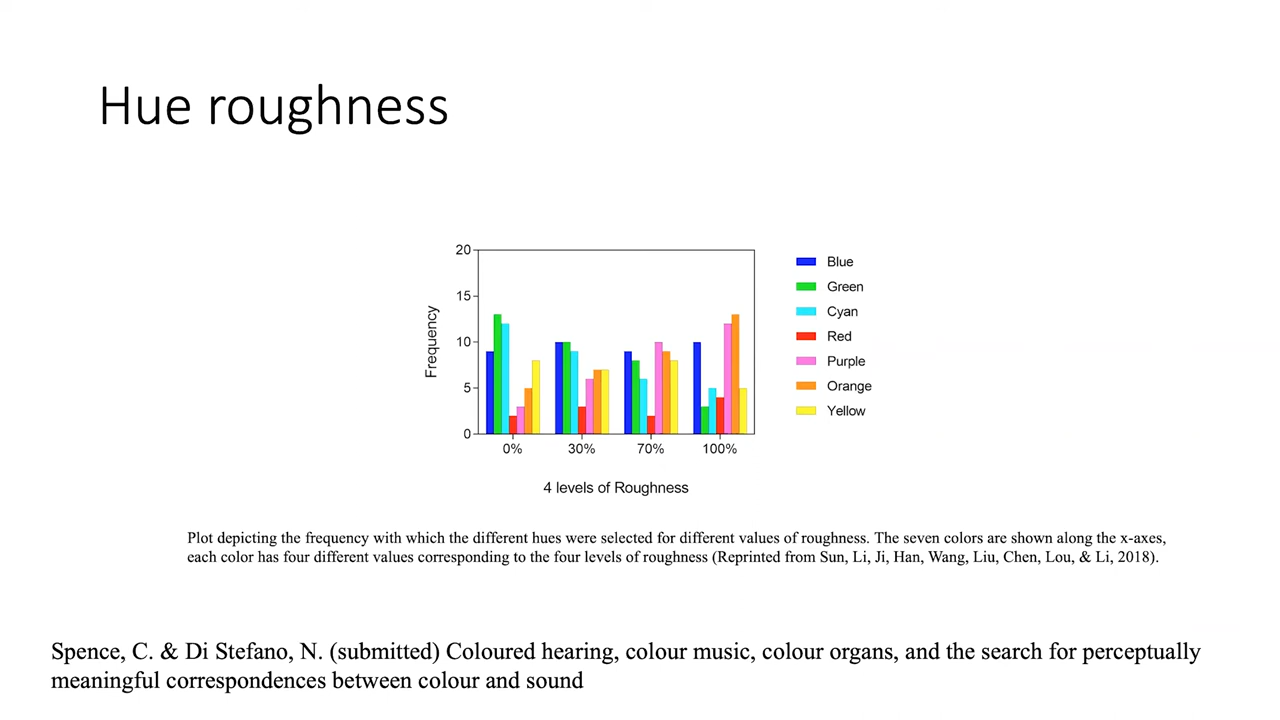 Hue roughness
20
15
10
5
0
Frequency
0% 30% 70% 100%
4 levels of Roughness
Blue
Green
Cyan
Red
Purple
Orange
Yellow
Plot depicting the frequency with which the different hues were selected for different values of roughness. The seven colors are shown along the x-axes,
each color has four different values corresponding to the four levels of roughness (Reprinted from Sun, Li, Ji, Han, Wang, Liu, Chen, Lou, & Li, 2018).
Spence, C. & Di Stefano, N. (submitted) Coloured hearing, colour music, colour organs, and the search for perceptually
meaningful correspondences between colour and sound